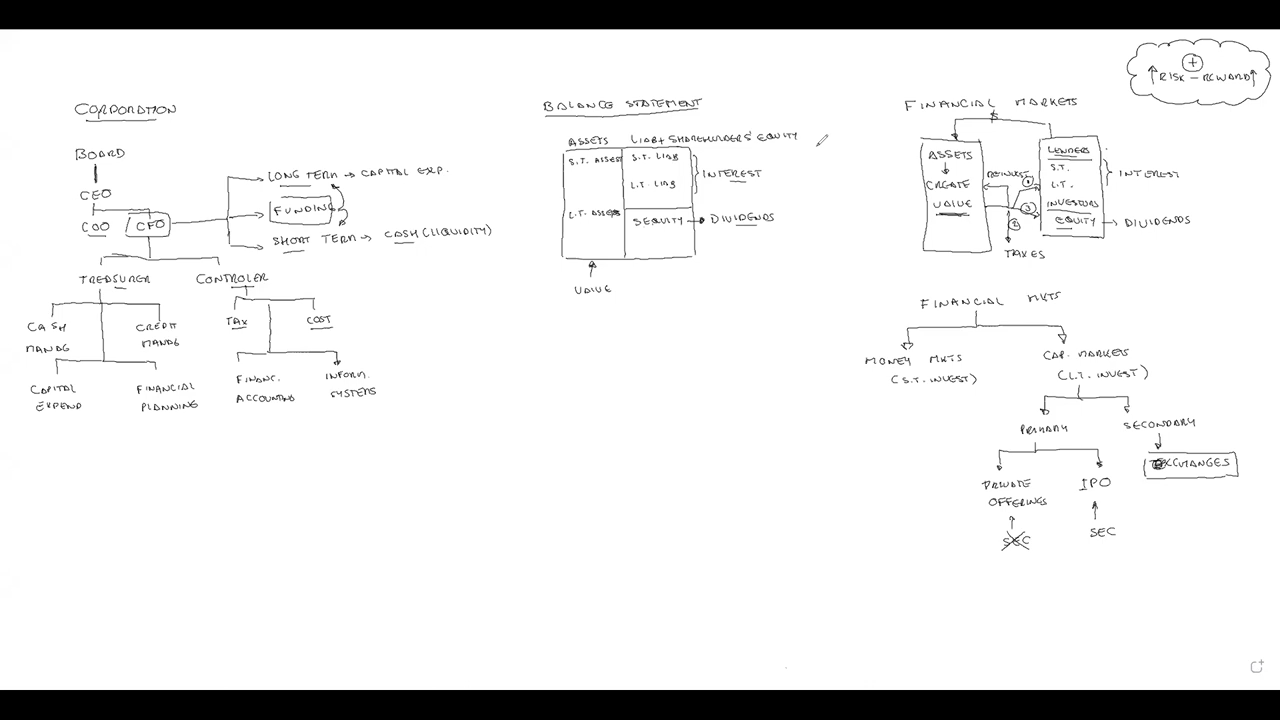 CORPORATION
BOARD
CEO
COO
CFO
LONG TERM → CAPITAL EXP.
FUNDING
SHORT TERM → CASH (LIQUIDITY)
TREASURER
CONTROLER
CASH
MANAG
CREDIT
MANAG
CAPITAL
EXPEND
FINANCIAL
PLANNING
TAX
COST
FINANC.
ACCOUNTING
INFORM.
SYSTEMS
BALANCE STATEMENT
ASSETS
LIAB + SHAREHOLDERS' EQUITY
S.T. ASSETS
S.T. LIAB
L.T. LIAB
INTEREST
L.T. ASSETS
SEQUITY
DIVIDENDS
VALUE
+
↑ RISK – REWARD ↑
FINANCIAL MARKETS
$
ASSETS
CREATE
VALUE
REINVEST
LENDERS
S.T.
L.T.
INTEREST
INVESTORS
EQUITY → DIVIDENDS
TAXES
FINANCIAL MKTS
MONEY MKTS
(S.T. INVEST)
CAP. MARKETS
(L.T. INVEST)
PRIMARY
SECONDARY
EXCHANGES
PRIVATE
OFFERINGS
IPO
SEC
SEC